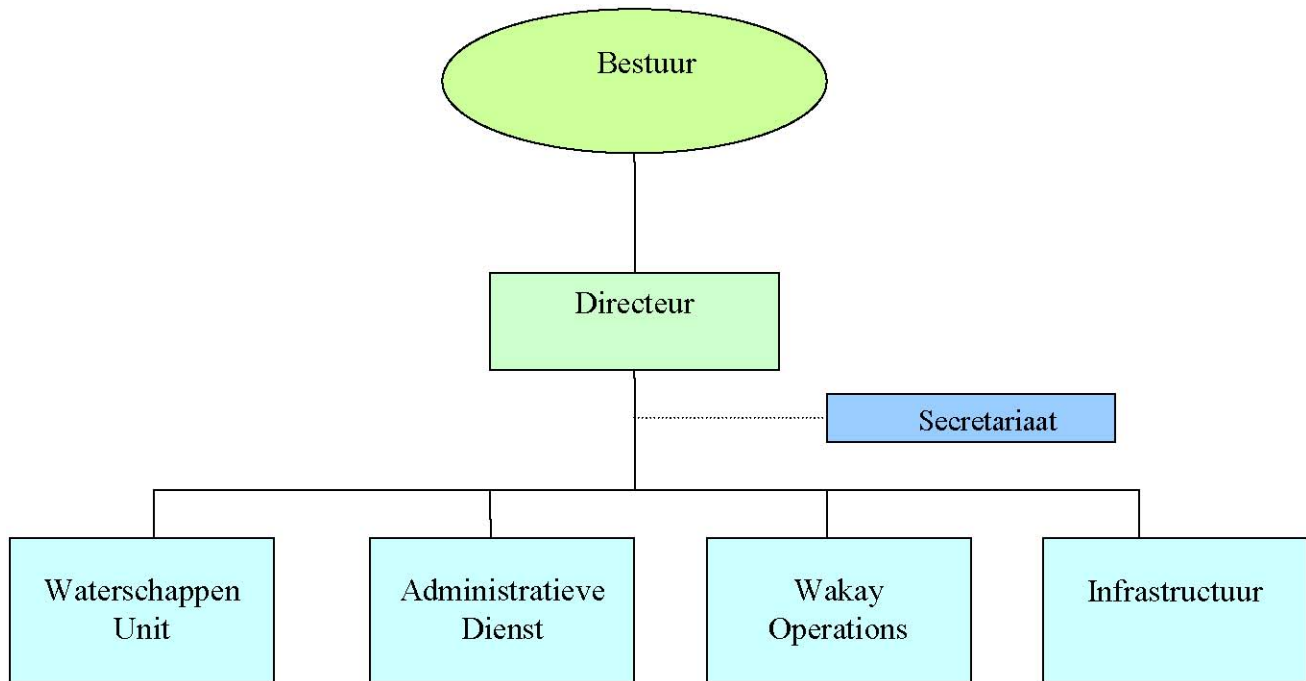 Bestuur
Directeur
Secretariaat
Waterschappen
Unit
Administratieve
Dienst
Wakay
Operations
Infrastructuur